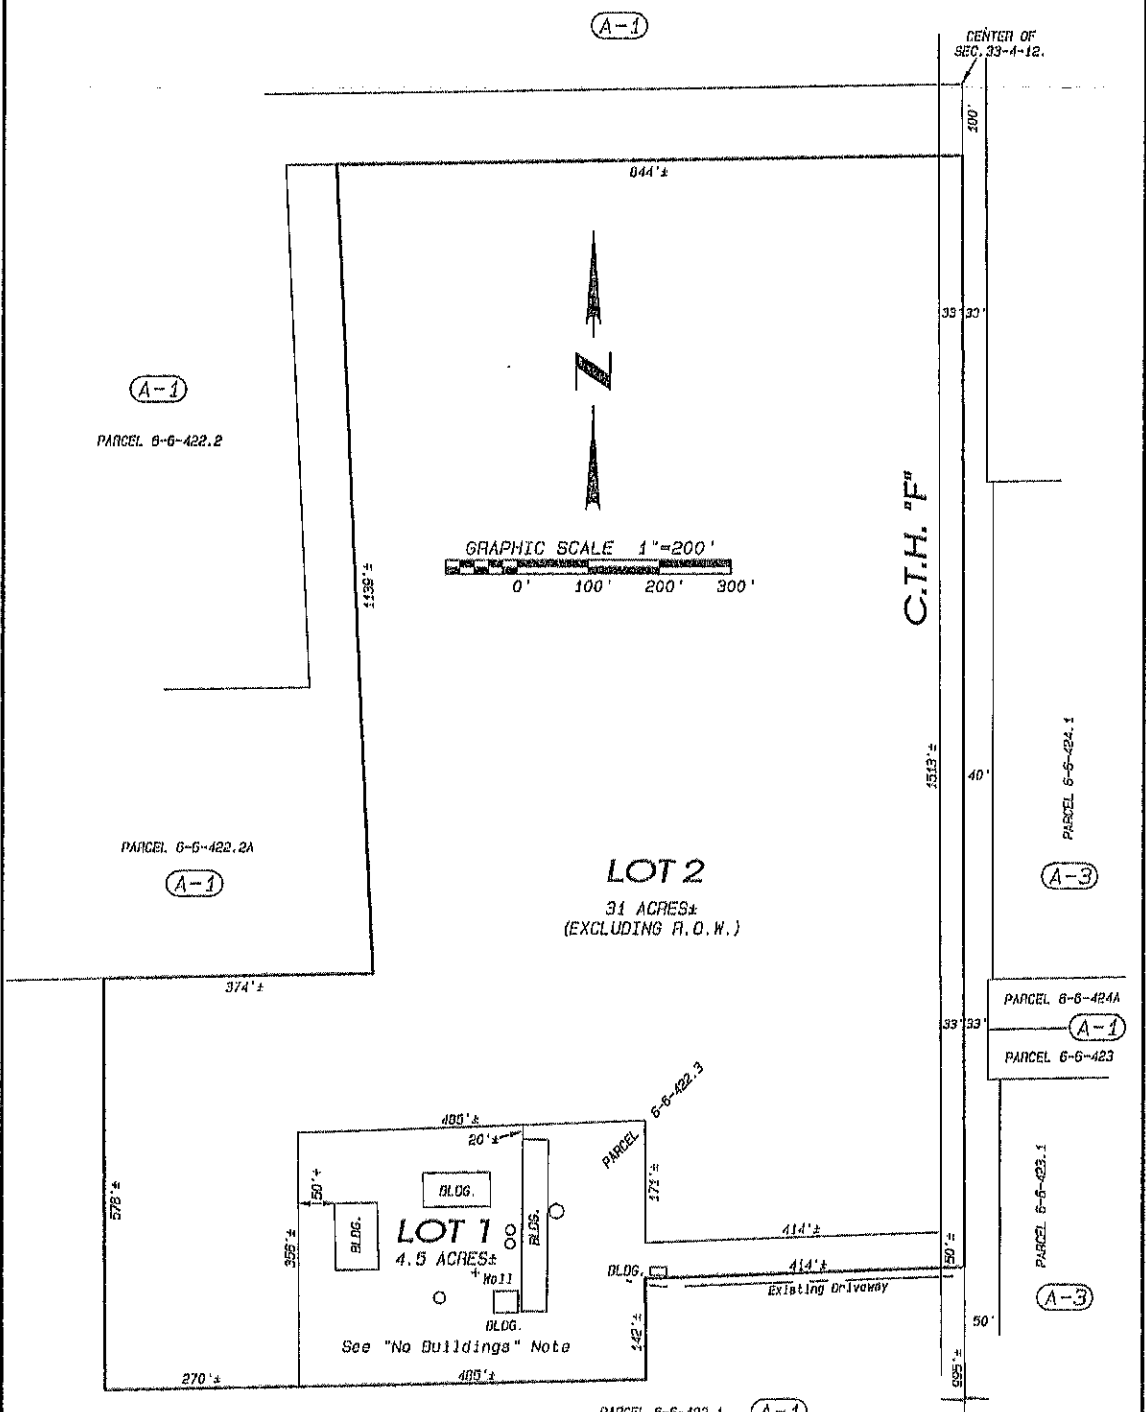 A-1
CENTER OF
SEC. 33-4-12.
100'
844'±
33' 33'
N
A-1
PARCEL 6-6-422.2
C.T.H. "F"
GRAPHIC SCALE 1"=200'
0' 100' 200' 300'
1139'±
1513'±
40'
PARCEL 6-6-424.1
PARCEL 6-6-422.2A
A-1
LOT 2
31 ACRES±
(EXCLUDING R.O.W.)
A-3
374'±
PARCEL 6-6-424A
33' 33'
A-1
PARCEL 6-6-423
PARCEL 6-6-422.3
485'±
20'±
171'±
578'±
50'±
BLDG.
BLDG.
BLDG.
LOT 1
4.5 ACRES±
356'±
Well
414'±
50'±
PARCEL 6-6-423.1
BLDG.
414'±
Existing Driveway
A-3
BLDG.
142'±
50'
See "No Buildings" Note
270'±
485'±
995'±
A-1